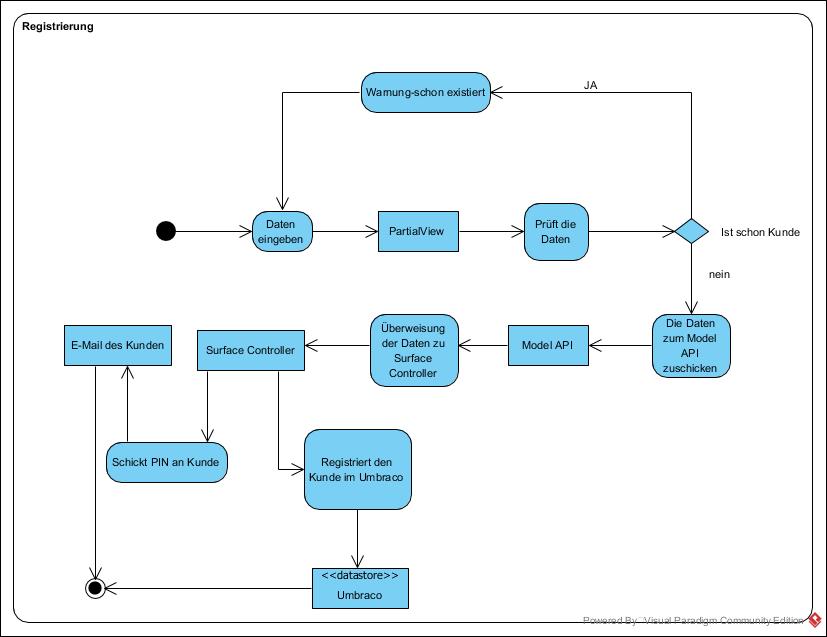 Registrierung
Warnung-schon existiert
JA
Daten
eingeben
PartialView
Prüft die
Daten
Ist schon Kunde
nein
E-Mail des Kunden
Surface Controller
Überweisung
der Daten zu
Surface
Controller
Model API
Die Daten
zum Model
API
zuschicken
Schickt PIN an Kunde
Registriert den
Kunde im Umbraco
<<datastore>>
Umbraco
Powered By Visual Paradigm Community Edition